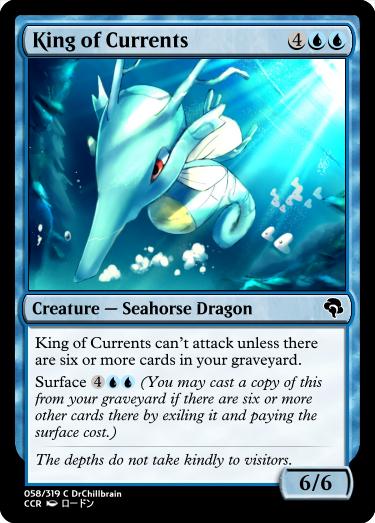 King of Currents 4
Creature — Seahorse Dragon
King of Currents can't attack unless there
are six or more cards in your graveyard.
Surface 4 (You may cast a copy of this
from your graveyard if there are six or more
other cards there by exiling it and paying the
surface cost.)
The depths do not take kindly to visitors.
6/6
058/319 C DrChillbrain
CCR ロードン